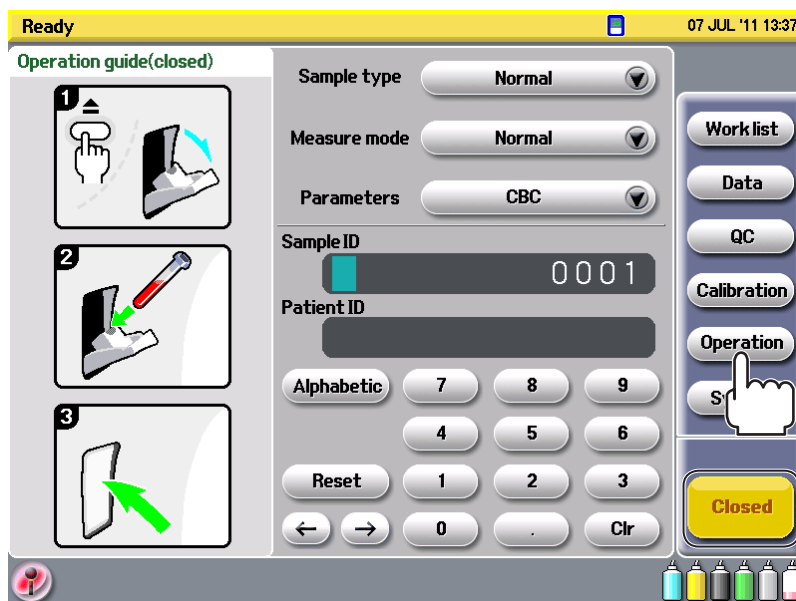 Ready
07 JUL '11 13:37
Operation guide(closed)
1
2
3
Sample type
Normal
Measure mode
Normal
Parameters
CBC
Sample ID
0001
Patient ID
Alphabetic
7
8
9
4
5
6
Reset
1
2
3
←
→
0
.
Clr
Work list
Data
QC
Calibration
Operation
Closed